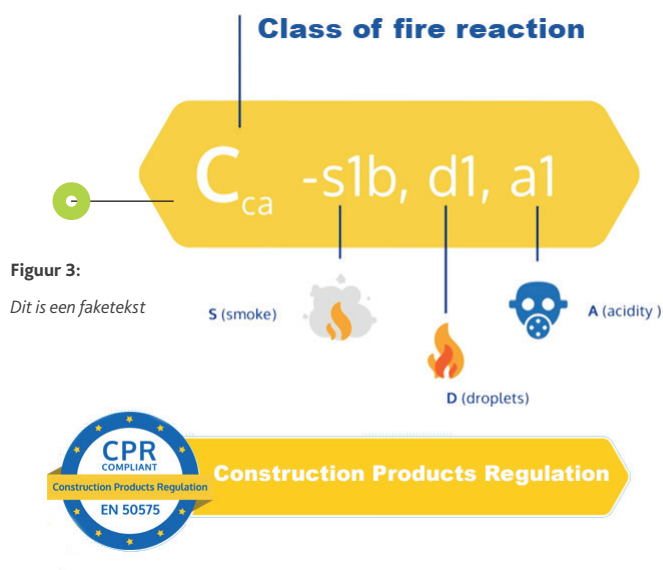 Class of fire reaction
Cca -s1b, d1, a1
Figuur 3:
Dit is een faketekst
S (smoke)
A (acidity )
D (droplets)
CPR
COMPLIANT
Construction Products Regulation
EN 50575
Construction Products Regulation